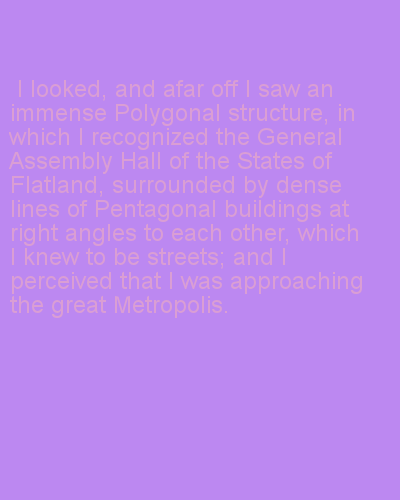 I looked, and afar off I saw an
immense Polygonal structure, in
which I recognized the General
Assembly Hall of the States of
Flatland, surrounded by dense
lines of Pentagonal buildings at
right angles to each other, which
I knew to be streets; and I
perceived that I was approaching
the great Metropolis.